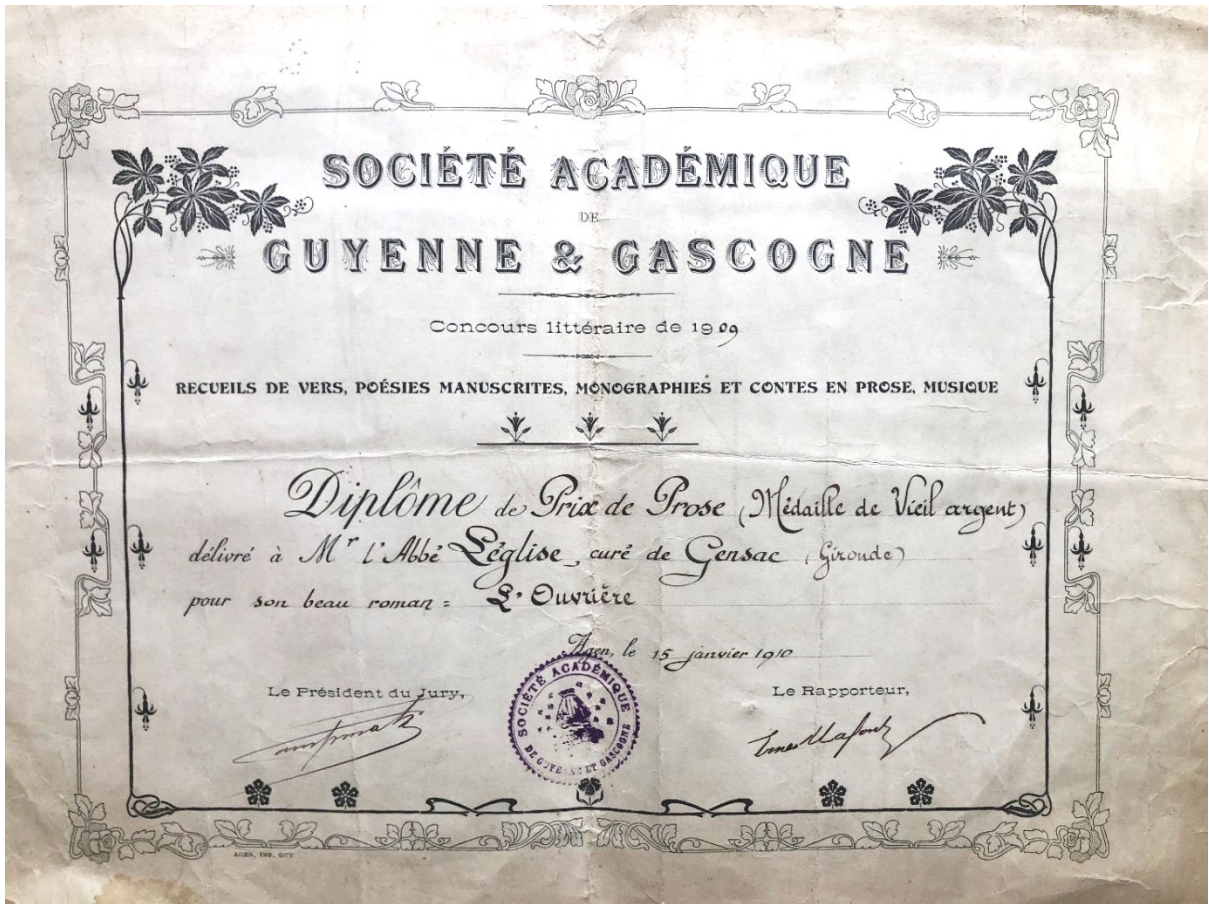 SOCIÉTÉ ACADÉMIQUE
DE
GUYENNE & GASCOGNE
Concours littéraire de 1909
RECUEILS DE VERS, POÉSIES MANUSCRITES, MONOGRAPHIES ET CONTES EN PROSE, MUSIQUE
Diplôme de Prix de Prose (Médaille de Vieil argent)
délivré à Mr l'Abbé Léglise, curé de Gensac (Gironde)
pour son beau roman = L'Ouvrière
Agen, le 15 janvier 1910
Le Président du Jury,
Le Rapporteur,
SOCIÉTÉ ACADÉMIQUE
DE GUYENNE ET GASCOGNE
AGEN, IMP. GUY